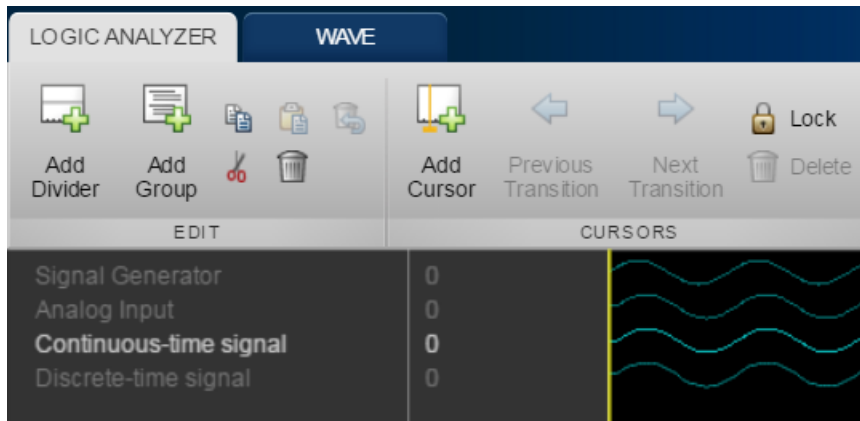 LOGIC ANALYZER
WAVE
Add
Divider
Add
Group
Add
Cursor
Previous
Transition
Next
Transition
Lock
Delete
EDIT
CURSORS
Signal Generator 0
Analog Input 0
Continuous-time signal 0
Discrete-time signal 0